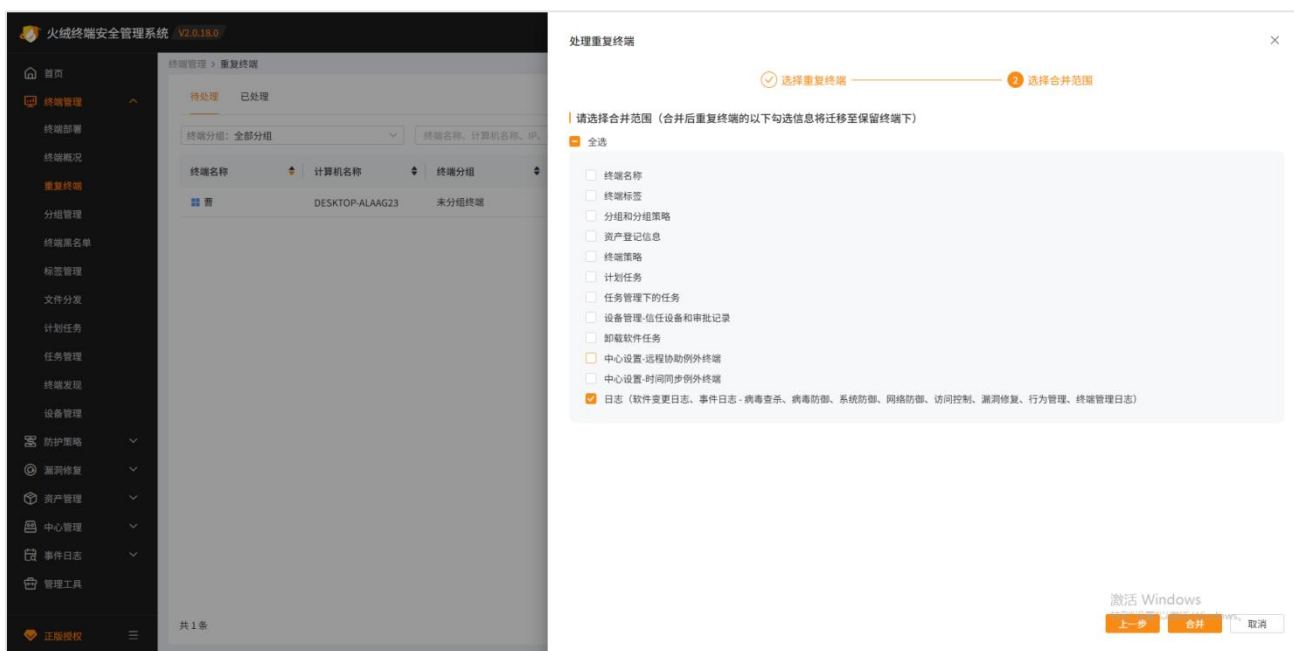 火绒终端安全管理系统 V2.0.18.0
首页
终端管理
终端部署
终端概况
重复终端
分组管理
终端黑名单
标签管理
文件分发
计划任务
任务管理
终端发现
设备管理
防护策略
漏洞修复
资产管理
中心管理
事件日志
管理工具
正版授权
终端管理 > 重复终端
待处理 已处理
终端分组: 全部分组
终端名称、计算机名称、IP、
终端名称 计算机名称 终端分组
曹 DESKTOP-ALAAG23 未分组终端
共1条
处理重复终端
选择重复终端 2 选择合并范围
请选择合并范围（合并后重复终端的以下勾选信息将迁移至保留终端下）
全选
终端名称
终端标签
分组和分组策略
资产登记信息
终端策略
计划任务
任务管理下的任务
设备管理-信任设备和审批记录
卸载软件任务
中心设置-远程协助例外终端
中心设置-时间同步例外终端
日志（软件变更日志、事件日志 - 病毒查杀、病毒防御、系统防御、网络防御、访问控制、漏洞修复、行为管理、终端管理日志）
激活 Windows
上一步 合并 取消